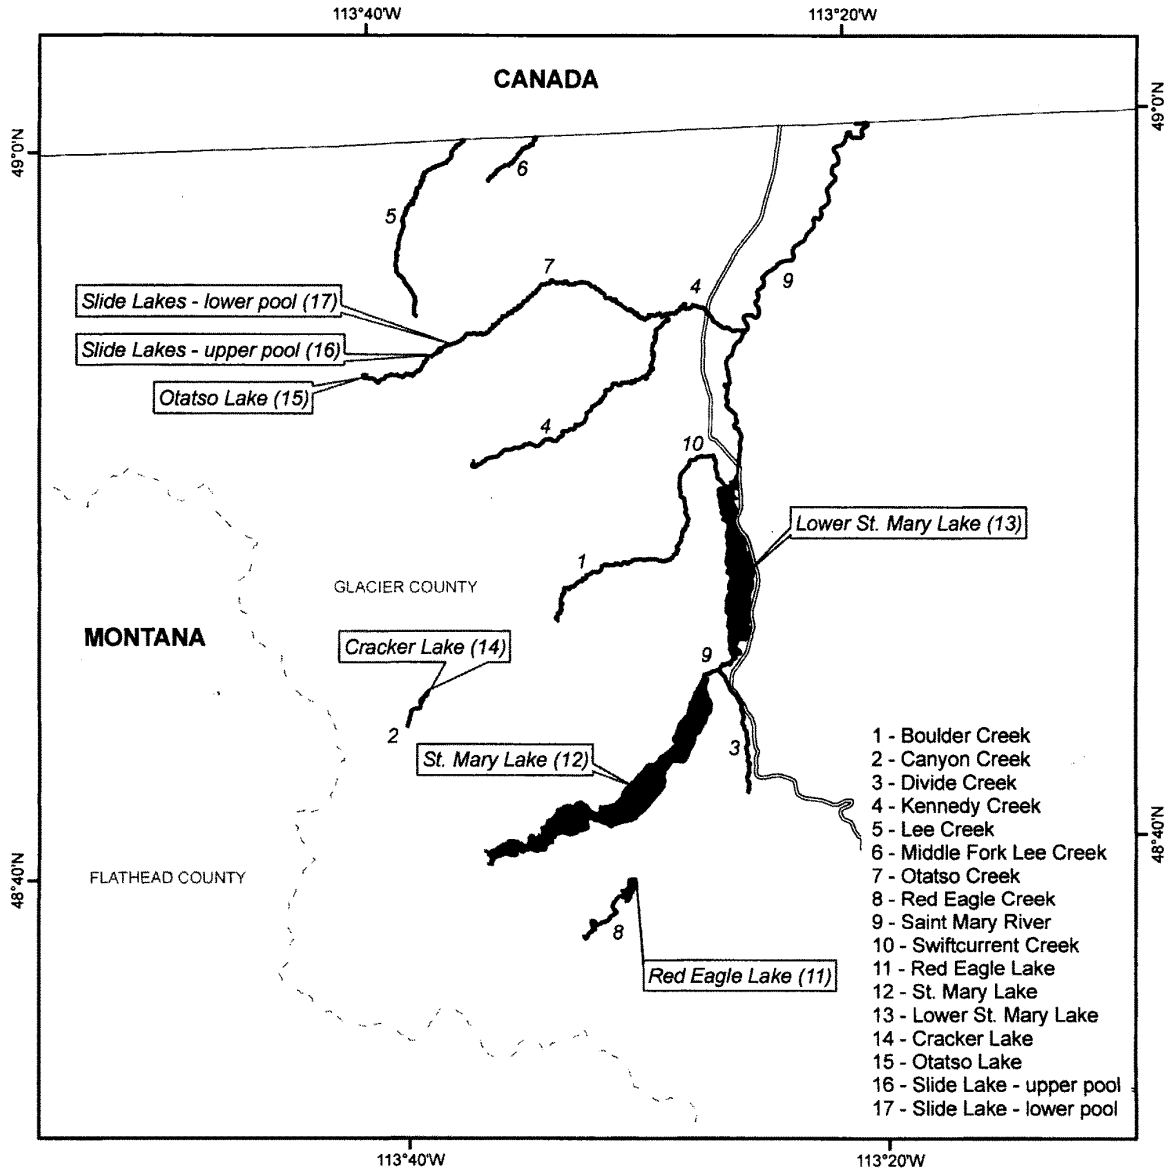 113°40'W
113°20'W
CANADA
49°0'N
49°0'N
6
5
7
9
4
Slide Lakes - lower pool (17)
Slide Lakes - upper pool (16)
Otatso Lake (15)
4
10
Lower St. Mary Lake (13)
1
GLACIER COUNTY
MONTANA
Cracker Lake (14)
9
2
3
St. Mary Lake (12)
1 - Boulder Creek
2 - Canyon Creek
3 - Divide Creek
4 - Kennedy Creek
5 - Lee Creek
6 - Middle Fork Lee Creek
7 - Otatso Creek
8 - Red Eagle Creek
9 - Saint Mary River
10 - Swiftcurrent Creek
11 - Red Eagle Lake
12 - St. Mary Lake
13 - Lower St. Mary Lake
14 - Cracker Lake
15 - Otatso Lake
16 - Slide Lake - upper pool
17 - Slide Lake - lower pool
48°40'N
48°40'N
FLATHEAD COUNTY
8
Red Eagle Lake (11)
113°40'W
113°20'W